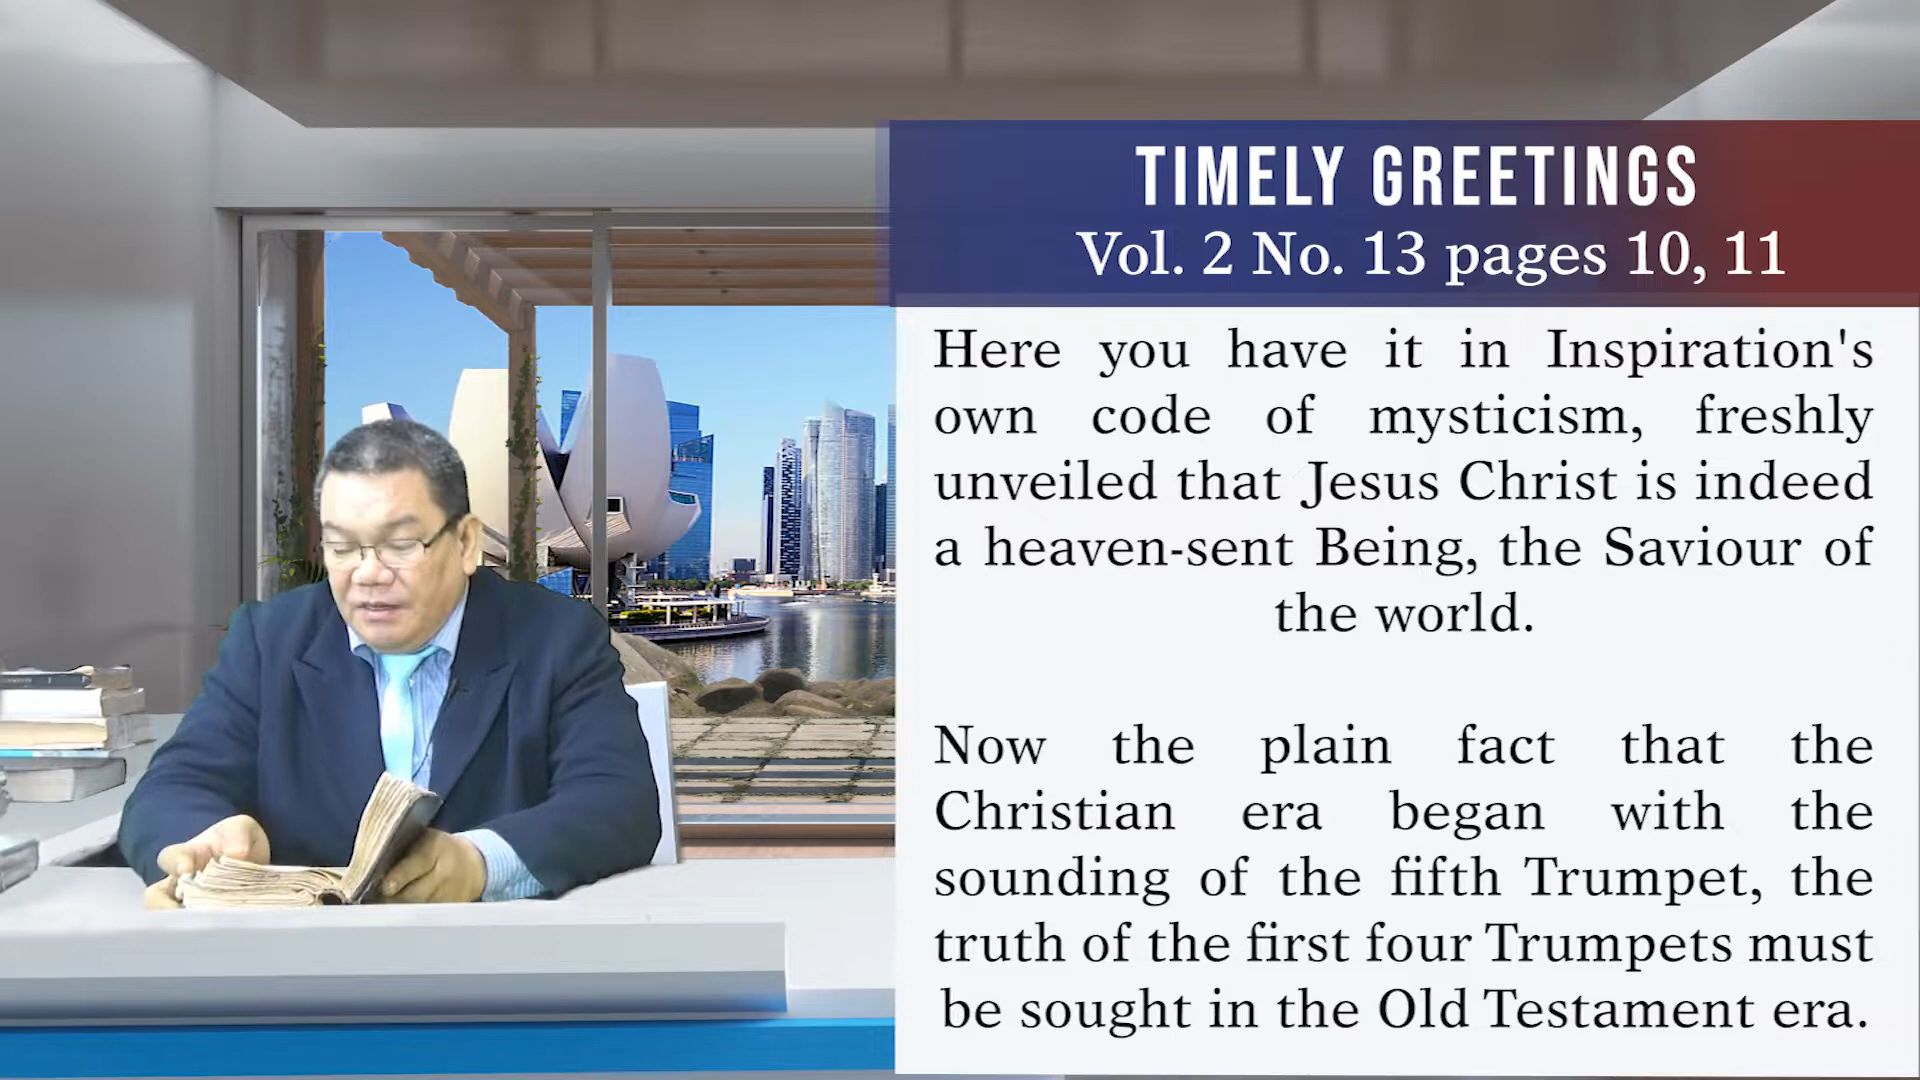 TIMELY GREETINGS
Vol. 2 No. 13 pages 10, 11
Here you have it in Inspiration's
own code of mysticism, freshly
unveiled that Jesus Christ is indeed
a heaven-sent Being, the Saviour of
the world.
Now the plain fact that the
Christian era began with the
sounding of the fifth Trumpet, the
truth of the first four Trumpets must
be sought in the Old Testament era.